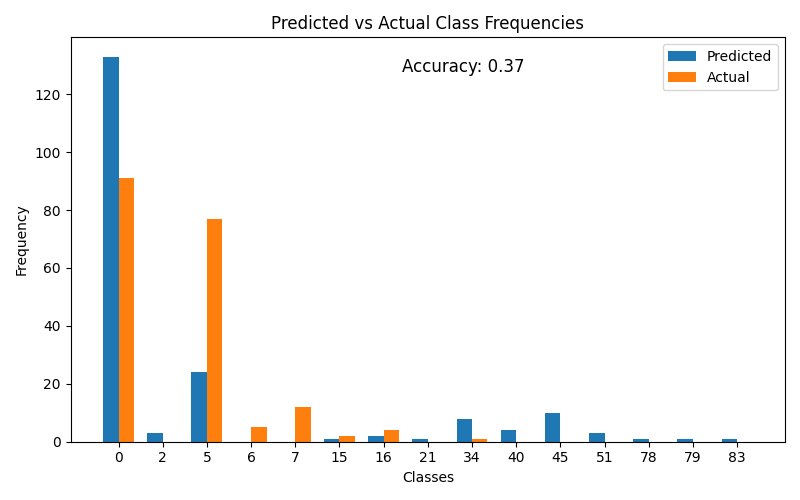 Predicted vs Actual Class Frequencies
Accuracy: 0.37
Predicted
Actual
Frequency
120
100
80
60
40
20
0
0 2 5 6 7 15 16 21 34 40 45 51 78 79 83
Classes